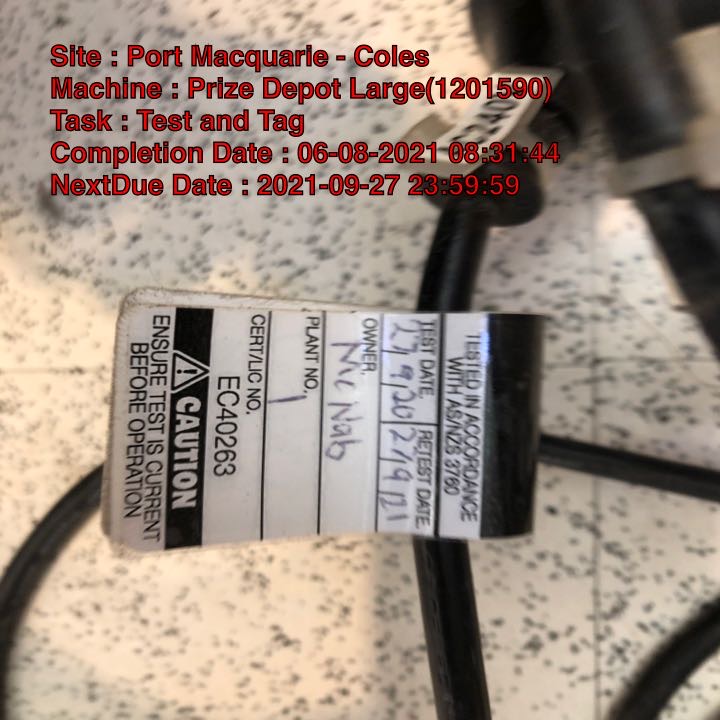 Site : Port Macquarie - Coles
Machine : Prize Depot Large(1201590)
Task : Test and Tag
Completion Date : 06-08-2021 08:31:44
NextDue Date : 2021-09-27 23:59:59
TESTED IN ACCORDANCE
WITH AS/NZS 3760
TEST DATE RETEST DATE
27/9/20 27/9/21
OWNER
McNab
PLANT NO.
1
CERT/LIC NO.
EC40263
CAUTION
ENSURE TEST IS CURRENT
BEFORE OPERATION